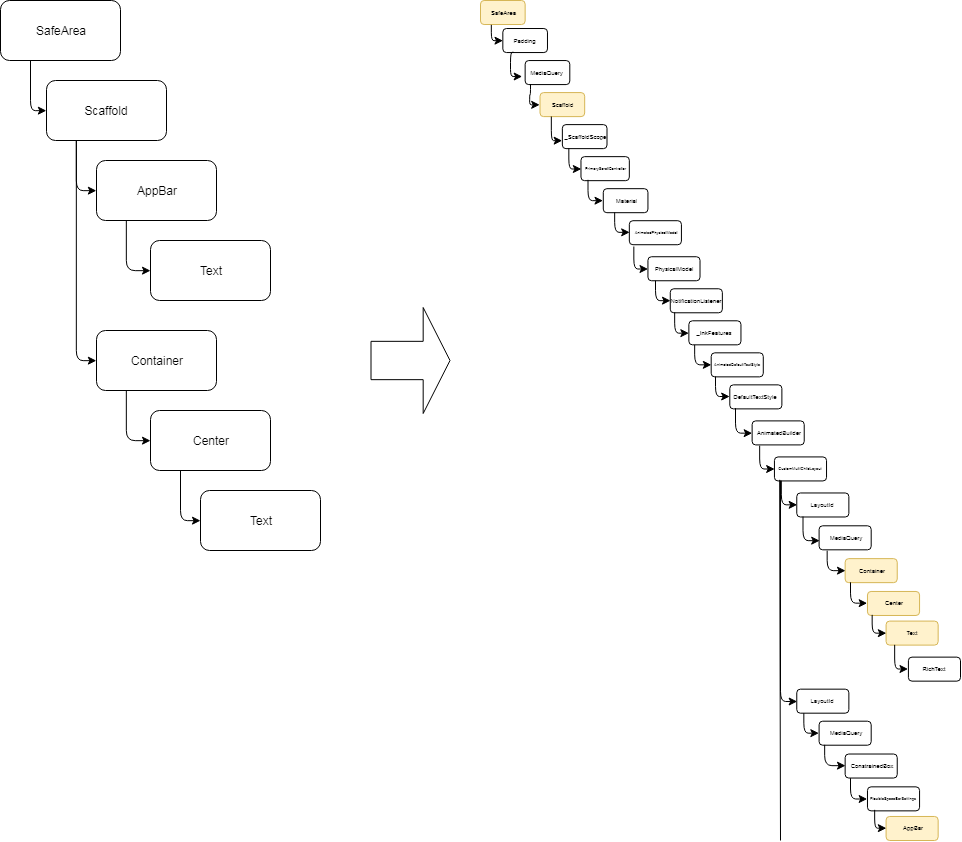 SafeArea
Scaffold
AppBar
Text
Container
Center
Text
SafeArea
Padding
MediaQuery
Scaffold
_ScaffoldScope
PrimaryScrollController
Material
AnimatedPhysicalModel
PhysicalModel
NotificationListener
_InkFeatures
AnimatedDefaultTextStyle
DefaultTextStyle
AnimatedBuilder
CustomMultiChildLayout
LayoutId
MediaQuery
Container
Center
Text
RichText
LayoutId
MediaQuery
ConstrainedBox
FlexibleSpaceBarSettings
AppBar